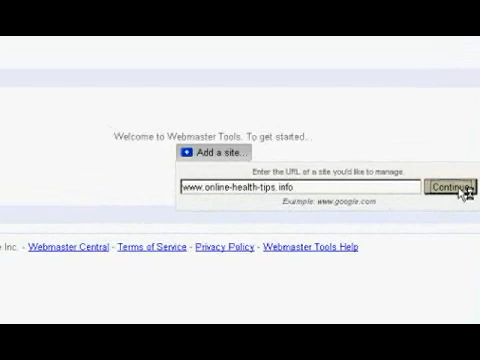 Welcome to Webmaster Tools. To get started...
Add a site...
Enter the URL of a site you'd like to manage.
www.online-health-tips.info
Continue
Example: www.google.com
Inc. - Webmaster Central - Terms of Service - Privacy Policy - Webmaster Tools Help